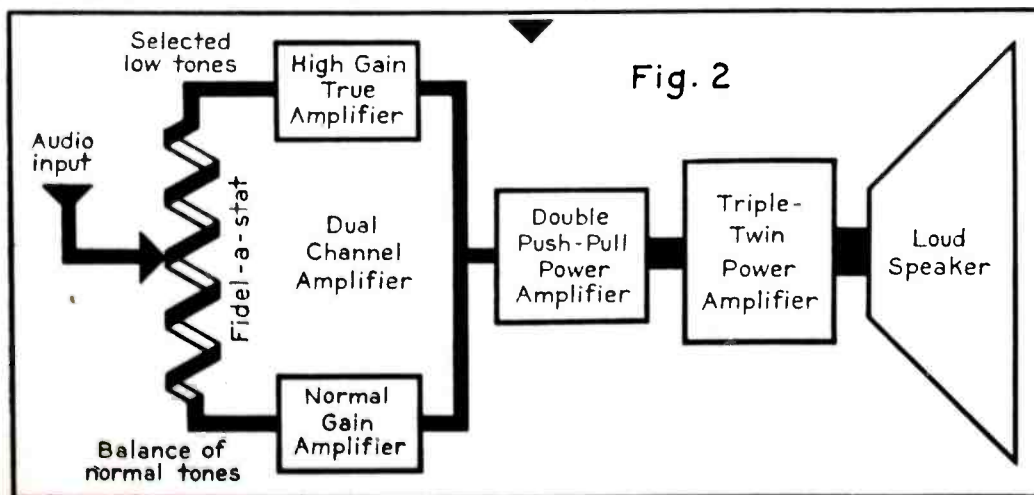 Selected
low tones
High Gain
True
Amplifier
Fig. 2
Audio
input
Fidel-a-stat
Dual
Channel
Amplifier
Double
Push-Pull
Power
Amplifier
Triple-
Twin
Power
Amplifier
Loud
Speaker
Normal
Gain
Amplifier
Balance of
normal tones